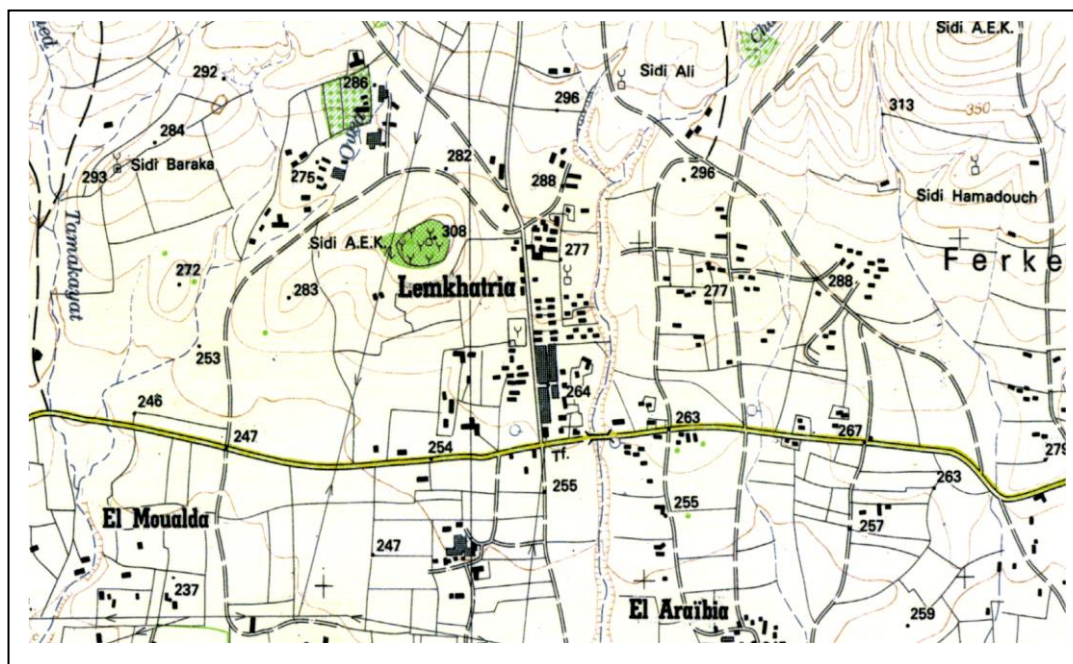 Sidi A.E.K.
292
Sidi Ali
286
296
313
350
284
Sidi Baraka
293
275
282
288
296
Sidi Hamadouch
Tamakayat
Sidi A.E.K.
308
277
Ferke
272
283
Lemkhatria
277
288
253
264
246
247
254
Tf.
263
267
279
263
255
255
257
El Moualda
247
237
El Araïbia
259